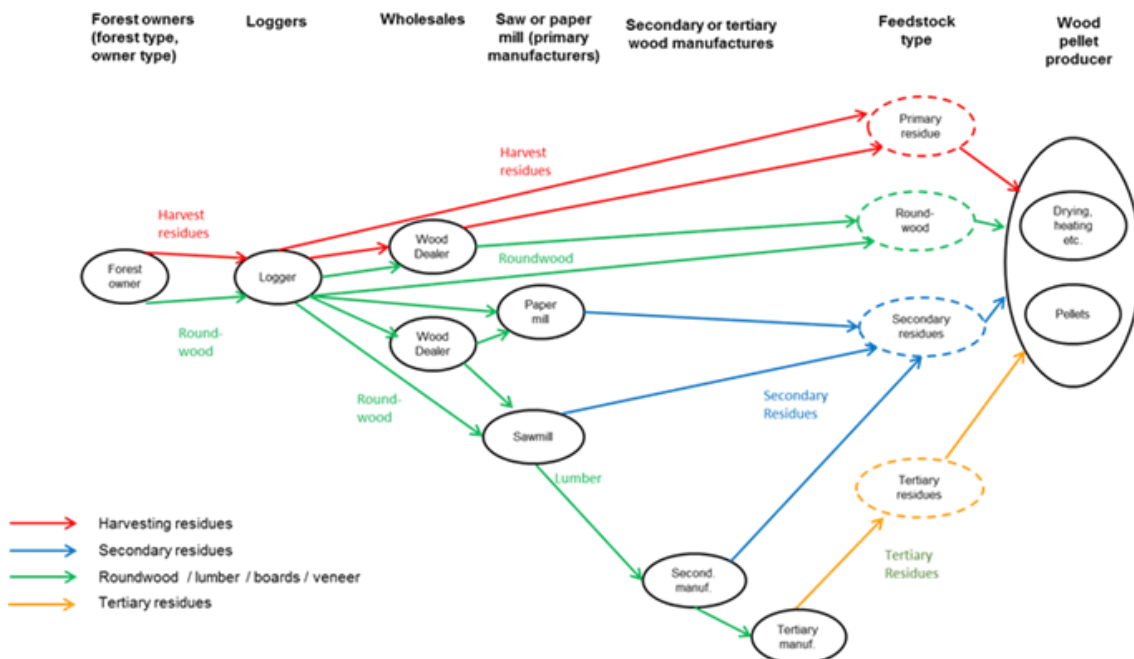 Forest owners
(forest type,
owner type)
Loggers
Wholesales
Saw or paper
mill (primary
manufacturers)
Secondary or tertiary
wood manufactures
Feedstock
type
Wood
pellet
producer
Primary
residue
Harvest
residues
Harvest
residues
Wood
Dealer
Round-
wood
Drying,
heating
etc.
Forest
owner
Logger
Roundwood
Paper
mill
Secondary
residues
Pellets
Round-
wood
Wood
Dealer
Round-
wood
Secondary
Residues
Sawmill
Lumber
Tertiary
residues
Harvesting residues
Secondary residues
Roundwood / lumber / boards / veneer
Tertiary residues
Second.
manuf.
Tertiary
Residues
Tertiary
manuf.